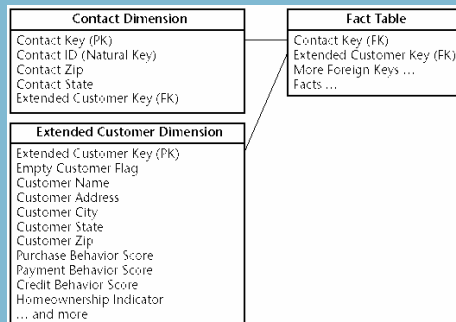 Contact Dimension
Contact Key (PK)
Contact ID (Natural Key)
Contact Zip
Contact State
Extended Customer Key (FK)
Fact Table
Contact Key (FK)
Extended Customer Key (FK)
More Foreign Keys ...
Facts ...
Extended Customer Dimension
Extended Customer Key (PK)
Empty Customer Flag
Customer Name
Customer Address
Customer City
Customer State
Customer Zip
Purchase Behavior Score
Payment Behavior Score
Credit Behavior Score
Homeownership Indicator
... and more